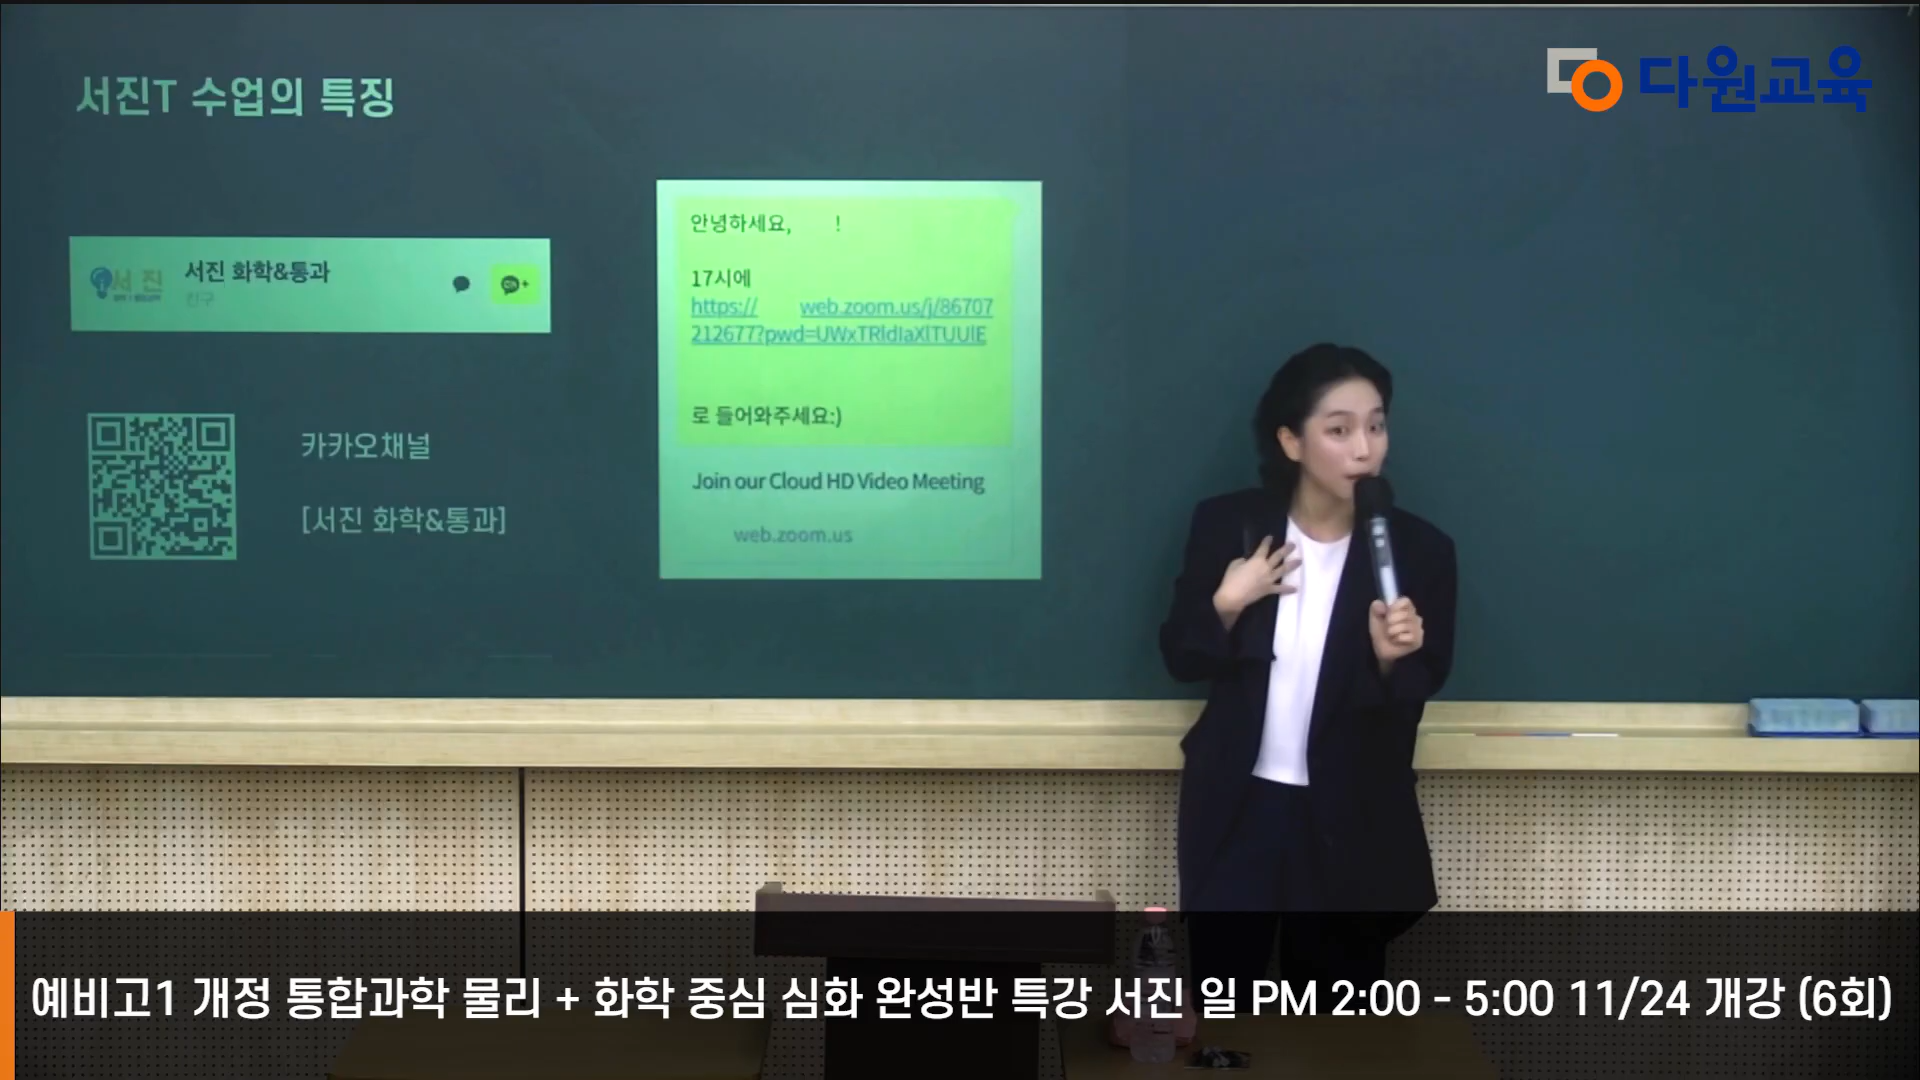 서진T 수업의 특징
다원교육
서진 화학&통과
친구
카카오채널
[서진 화학&통과]
안녕하세요, !
17시에
https:// web.zoom.us/j/86707
212677?pwd=UWxTRldIaXlTUUlE
로 들어와주세요:)
Join our Cloud HD Video Meeting
web.zoom.us
예비고1 개정 통합과학 물리 + 화학 중심 심화 완성반 특강 서진 일 PM 2:00 - 5:00 11/24 개강 (6회)